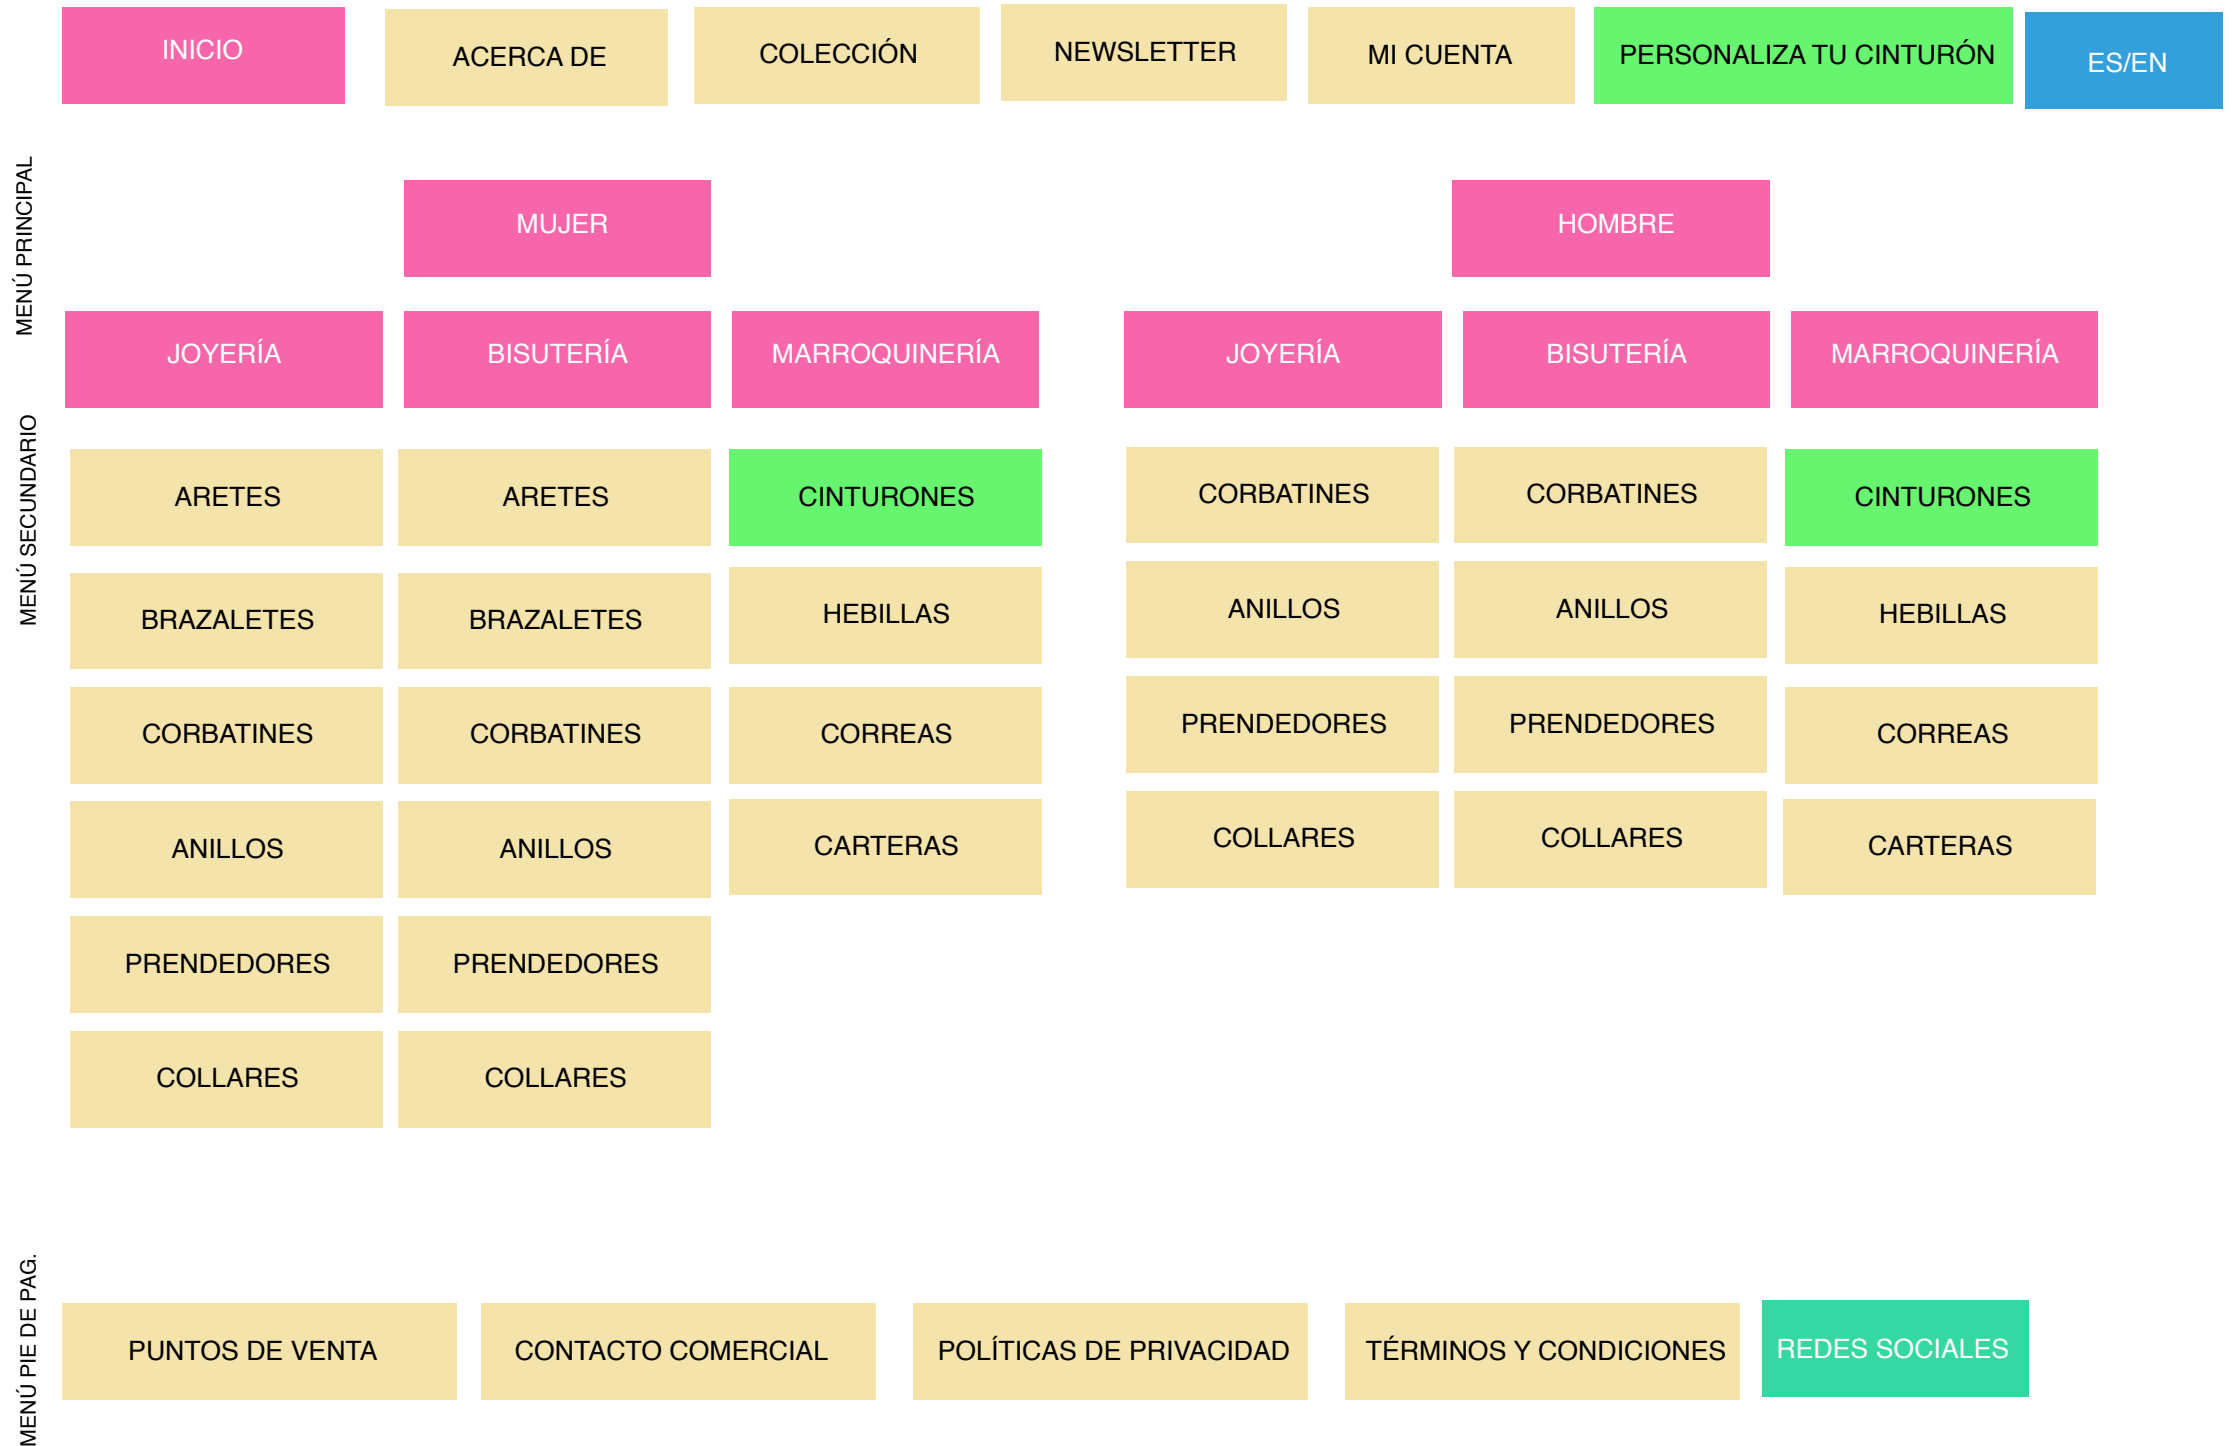 INICIO
ACERCA DE
COLECCIÓN
NEWSLETTER
MI CUENTA
PERSONALIZA TU CINTURÓN
ES/EN
MENÚ PRINCIPAL
MUJER
HOMBRE
JOYERÍA
BISUTERÍA
MARROQUINERÍA
JOYERÍA
BISUTERÍA
MARROQUINERÍA
MENÚ SECUNDARIO
ARETES
ARETES
CINTURONES
CORBATINES
CORBATINES
CINTURONES
BRAZALETES
BRAZALETES
HEBILLAS
ANILLOS
ANILLOS
HEBILLAS
CORBATINES
CORBATINES
CORREAS
PRENDEDORES
PRENDEDORES
CORREAS
ANILLOS
ANILLOS
CARTERAS
COLLARES
COLLARES
CARTERAS
PRENDEDORES
PRENDEDORES
COLLARES
COLLARES
MENÚ PIE DE PAG.
PUNTOS DE VENTA
CONTACTO COMERCIAL
POLÍTICAS DE PRIVACIDAD
TÉRMINOS Y CONDICIONES
REDES SOCIALES